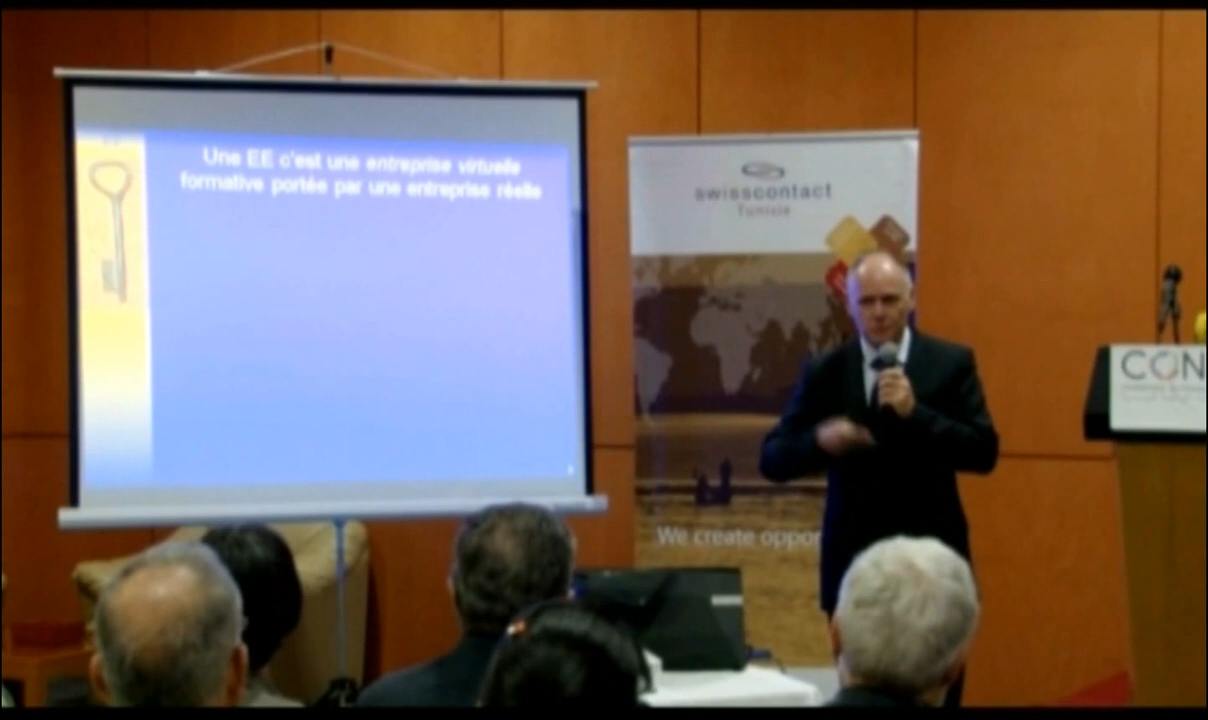 Une EE c'est une entreprise virtuelle
formative portée par une entreprise réelle
swisscontact
Tunisie
We create oppor
CON